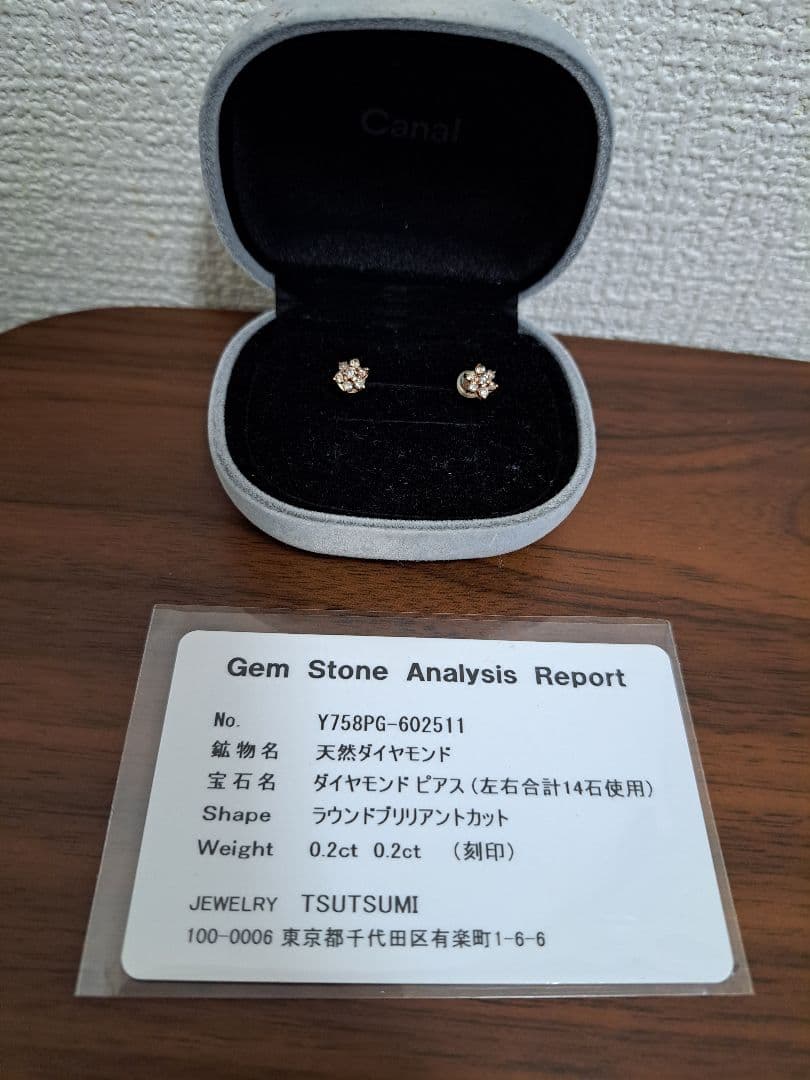 Canal
Gem Stone Analysis Report
No. Y758PG-602511
鉱物名 天然ダイヤモンド
宝石名 ダイヤモンド ピアス (左右合計14石使用)
Shape ラウンドブリリアントカット
Weight 0.2ct 0.2ct (刻印)
JEWELRY TSUTSUMI
100-0006 東京都千代田区有楽町1-6-6